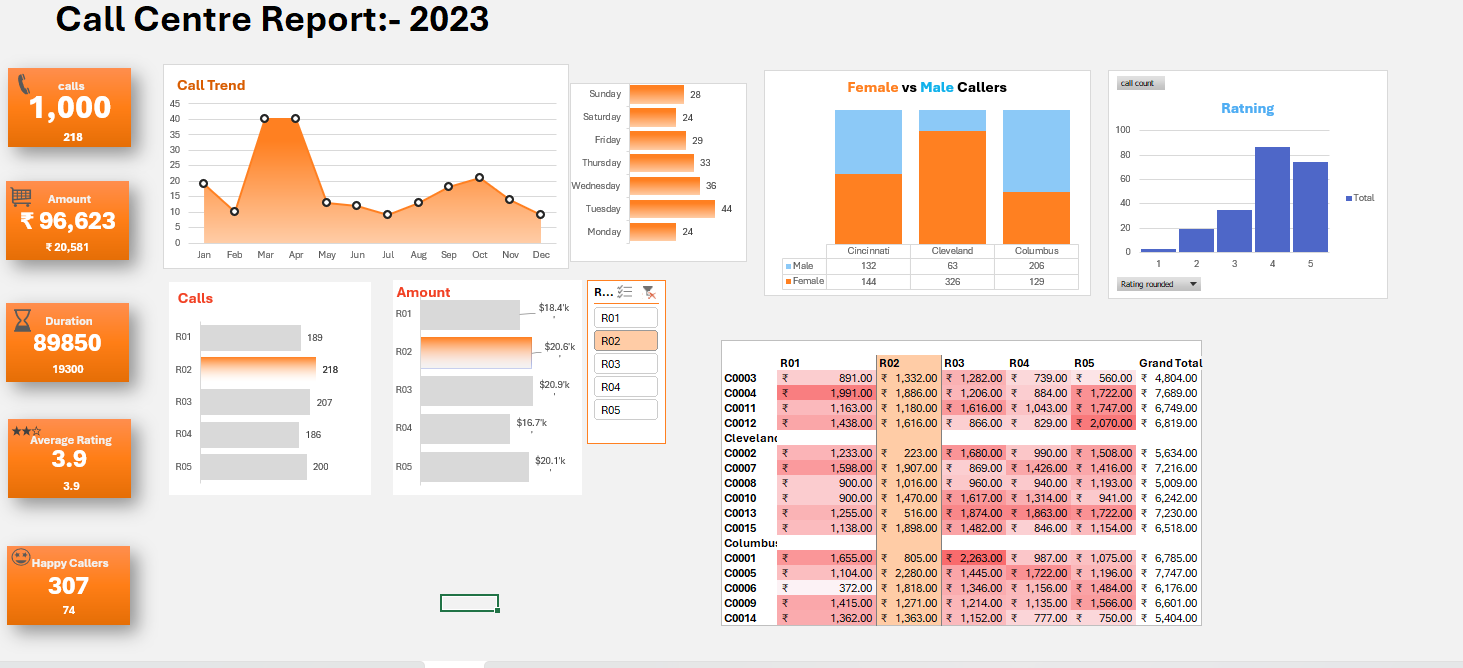 Call Centre Report:- 2023
calls
1,000
218
Amount
₹ 96,623
₹ 20,581
Duration
89850
19300
Average Rating
3.9
3.9
Happy Callers
307
74
Call Trend
45
40
35
30
25
20
15
10
5
0
Jan Feb Mar Apr May Jun Jul Aug Sep Oct Nov Dec
Sunday 28
Saturday 24
Friday 29
Thursday 33
Wednesday 36
Tuesday 44
Monday 24
Female vs Male Callers
Cincinnati Cleveland Columbus
Male 132 63 206
Female 144 326 129
call count
Ratning
100
80
60
40
20
0
1 2 3 4 5
Total
Rating rounded
Calls
R01 189
R02 218
R03 207
R04 186
R05 200
Amount
R01 $18.4'k,
R02 $20.6'k,
R03 $20.9'k,
R04 $16.7'k,
R05 $20.1'k,
R...
R01
R02
R03
R04
R05
R01 R02 R03 R04 R05 Grand Total
C0003 ₹ 891.00 ₹ 1,332.00 ₹ 1,282.00 ₹ 739.00 ₹ 560.00 ₹ 4,804.00
C0004 ₹ 1,991.00 ₹ 1,886.00 ₹ 1,206.00 ₹ 884.00 ₹ 1,722.00 ₹ 7,689.00
C0011 ₹ 1,163.00 ₹ 1,180.00 ₹ 1,616.00 ₹ 1,043.00 ₹ 1,747.00 ₹ 6,749.00
C0012 ₹ 1,438.00 ₹ 1,616.00 ₹ 866.00 ₹ 829.00 ₹ 2,070.00 ₹ 6,819.00
Cleveland
C0002 ₹ 1,233.00 ₹ 223.00 ₹ 1,680.00 ₹ 990.00 ₹ 1,508.00 ₹ 5,634.00
C0007 ₹ 1,598.00 ₹ 1,907.00 ₹ 869.00 ₹ 1,426.00 ₹ 1,416.00 ₹ 7,216.00
C0008 ₹ 900.00 ₹ 1,016.00 ₹ 960.00 ₹ 940.00 ₹ 1,193.00 ₹ 5,009.00
C0010 ₹ 900.00 ₹ 1,470.00 ₹ 1,617.00 ₹ 1,314.00 ₹ 941.00 ₹ 6,242.00
C0013 ₹ 1,255.00 ₹ 516.00 ₹ 1,874.00 ₹ 1,863.00 ₹ 1,722.00 ₹ 7,230.00
C0015 ₹ 1,138.00 ₹ 1,898.00 ₹ 1,482.00 ₹ 846.00 ₹ 1,154.00 ₹ 6,518.00
Columbus
C0001 ₹ 1,655.00 ₹ 805.00 ₹ 2,263.00 ₹ 987.00 ₹ 1,075.00 ₹ 6,785.00
C0005 ₹ 1,104.00 ₹ 2,280.00 ₹ 1,445.00 ₹ 1,722.00 ₹ 1,196.00 ₹ 7,747.00
C0006 ₹ 372.00 ₹ 1,818.00 ₹ 1,346.00 ₹ 1,156.00 ₹ 1,484.00 ₹ 6,176.00
C0009 ₹ 1,415.00 ₹ 1,271.00 ₹ 1,214.00 ₹ 1,135.00 ₹ 1,566.00 ₹ 6,601.00
C0014 ₹ 1,362.00 ₹ 1,363.00 ₹ 1,152.00 ₹ 777.00 ₹ 750.00 ₹ 5,404.00